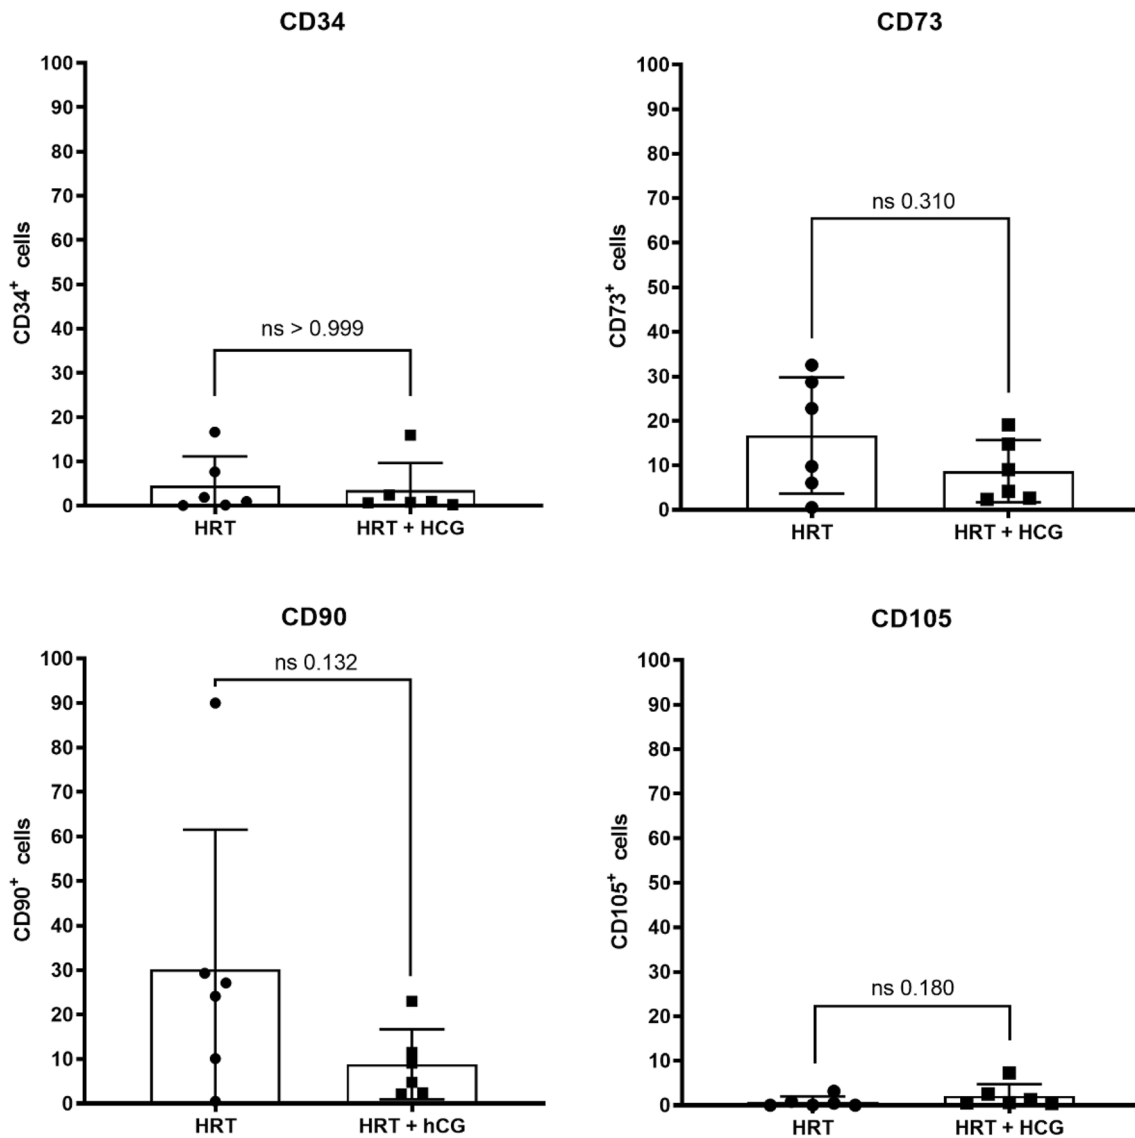 CD34
100
90
80
70
60
50
40
30
20
10
0
CD34+ cells
ns > 0.999
HRT
HRT + HCG
CD73
100
90
80
70
60
50
40
30
20
10
0
CD73+ cells
ns 0.310
HRT
HRT + HCG
CD90
100
90
80
70
60
50
40
30
20
10
0
CD90+ cells
ns 0.132
HRT
HRT + hCG
CD105
100
90
80
70
60
50
40
30
20
10
0
CD105+ cells
ns 0.180
HRT
HRT + HCG